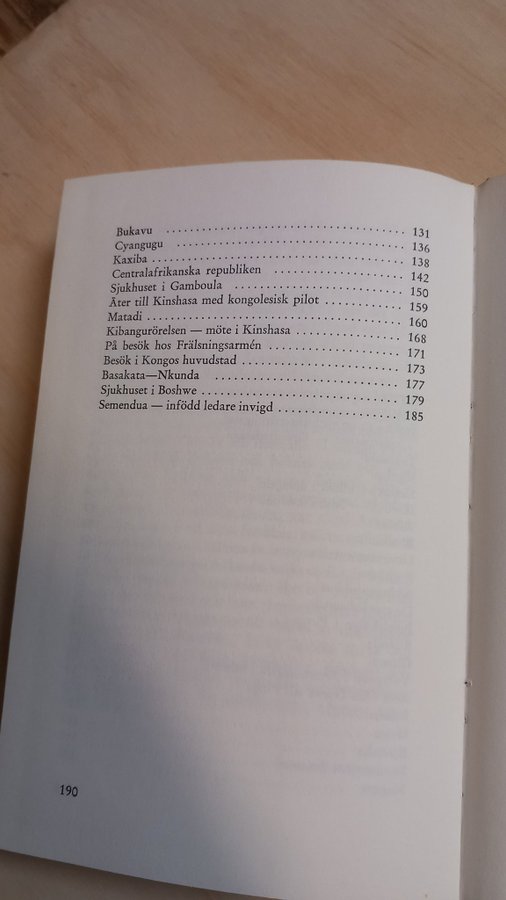 Bukavu ........................................ 131
Cyangugu ...................................... 136
Kaxiba ........................................ 138
Centralafrikanska republiken .................. 142
Sjukhuset i Gamboula .......................... 150
Åter till Kinshasa med kongolesisk pilot ...... 159
Matadi ........................................ 160
Kibangurörelsen — möte i Kinshasa ............. 168
På besök hos Frälsningsarmén .................. 171
Besök i Kongos huvudstad ...................... 173
Basakata—Nkunda ............................... 177
Sjukhuset i Boshwe ............................ 179
Semendua — infödd ledare invigd ............... 185
190